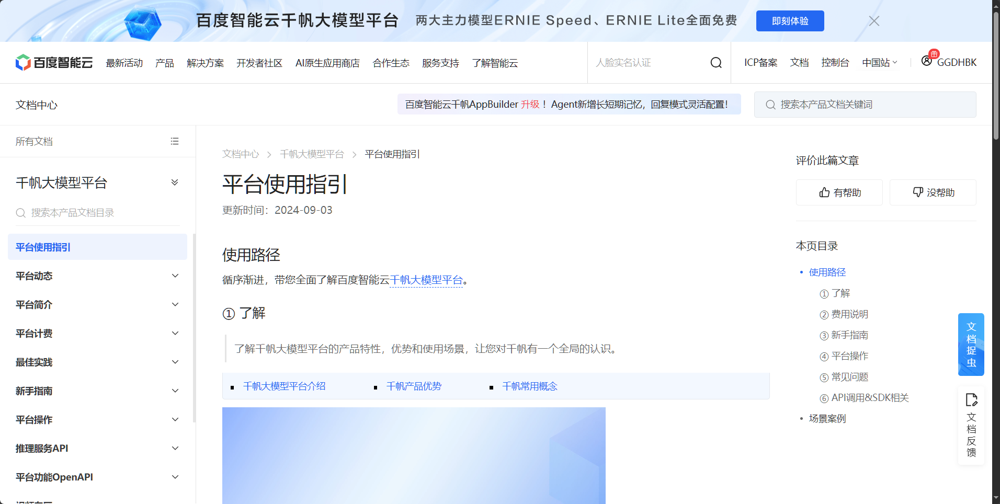 百度智能云千帆大模型平台 两大主力模型ERNIE Speed、ERNIE Lite全面免费 即刻体验
百度智能云 最新活动 产品 解决方案 开发者社区 AI原生应用商店 合作生态 服务支持 了解智能云 人脸实名认证 ICP备案 文档 控制台 中国站 GGDHBK
文档中心 百度智能云千帆AppBuilder 升级 ！Agent新增长短期记忆，回复模式灵活配置！ 搜索本产品文档关键词
所有文档
千帆大模型平台
搜索本产品文档目录
平台使用指引
平台动态
平台简介
平台计费
最佳实践
新手指南
平台操作
推理服务API
平台功能OpenAPI
文档中心 千帆大模型平台 平台使用指引
平台使用指引
更新时间：2024-09-03
使用路径
循序渐进，带您全面了解百度智能云千帆大模型平台。
① 了解
了解千帆大模型平台的产品特性，优势和使用场景，让您对千帆有一个全局的认识。
千帆大模型平台介绍 千帆产品优势 千帆常用概念
评价此篇文章
有帮助 没帮助
本页目录
使用路径
① 了解
② 费用说明
③ 新手指南
④ 平台操作
⑤ 常见问题
⑥ API调用&SDK相关
场景案例
文档捉虫
文档反馈